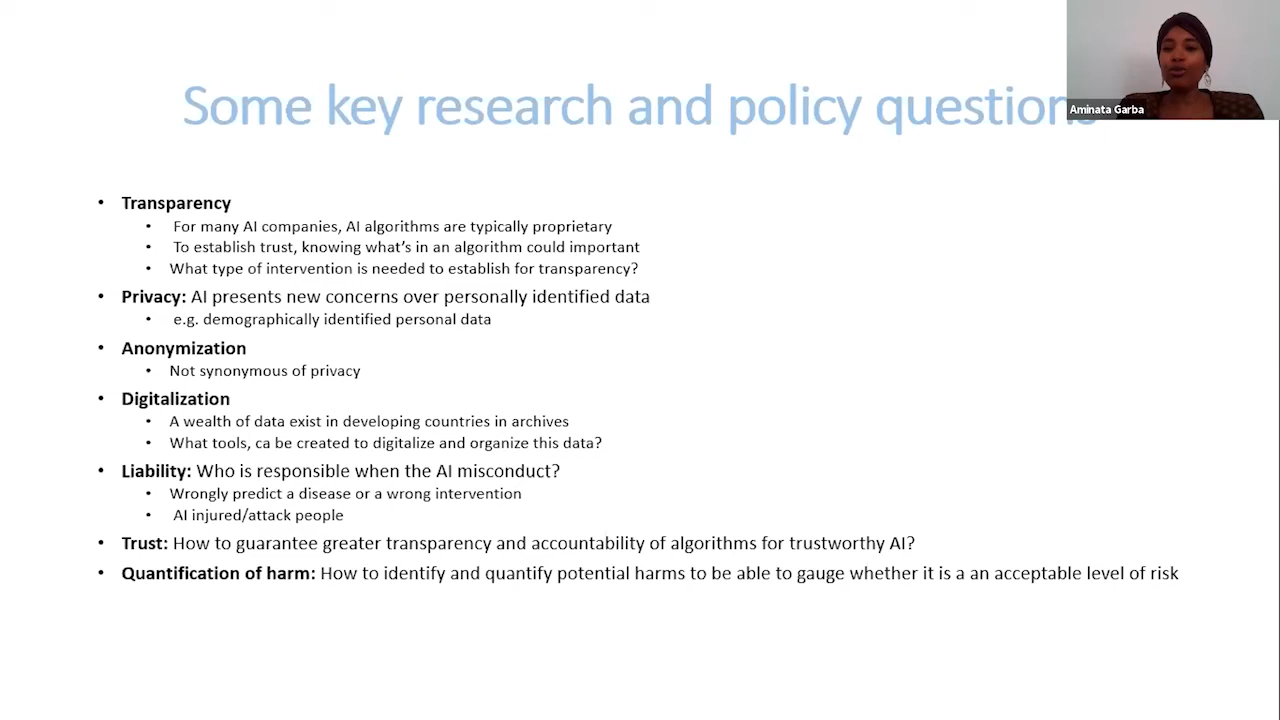 Some key research and policy questions
Aminata Garba
• Transparency
• For many AI companies, AI algorithms are typically proprietary
• To establish trust, knowing what's in an algorithm could important
• What type of intervention is needed to establish for transparency?
• Privacy: AI presents new concerns over personally identified data
• e.g. demographically identified personal data
• Anonymization
• Not synonymous of privacy
• Digitalization
• A wealth of data exist in developing countries in archives
• What tools, ca be created to digitalize and organize this data?
• Liability: Who is responsible when the AI misconduct?
• Wrongly predict a disease or a wrong intervention
• AI injured/attack people
• Trust: How to guarantee greater transparency and accountability of algorithms for trustworthy AI?
• Quantification of harm: How to identify and quantify potential harms to be able to gauge whether it is a an acceptable level of risk